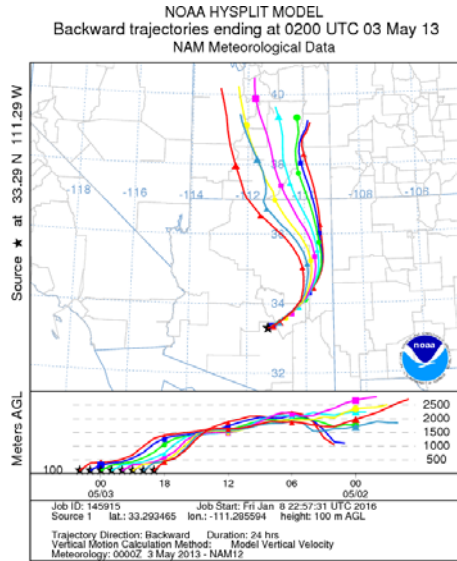 NOAA HYSPLIT MODEL
Backward trajectories ending at 0200 UTC 03 May 13
NAM Meteorological Data
Source ★ at 33.29 N 111.29 W
40
38
36
34
32
-118
-116
-114
-112
-110
-108
-106
noaa
Meters AGL
2500
2000
1500
1000
500
100
00 18 12 06 00
05/03 05/02
Job ID: 145915 Job Start: Fri Jan 8 22:57:31 UTC 2016
Source 1 lat.: 33.293465 lon.: -111.285594 height: 100 m AGL
Trajectory Direction: Backward Duration: 24 hrs
Vertical Motion Calculation Method: Model Vertical Velocity
Meteorology: 0000Z 3 May 2013 - NAM12